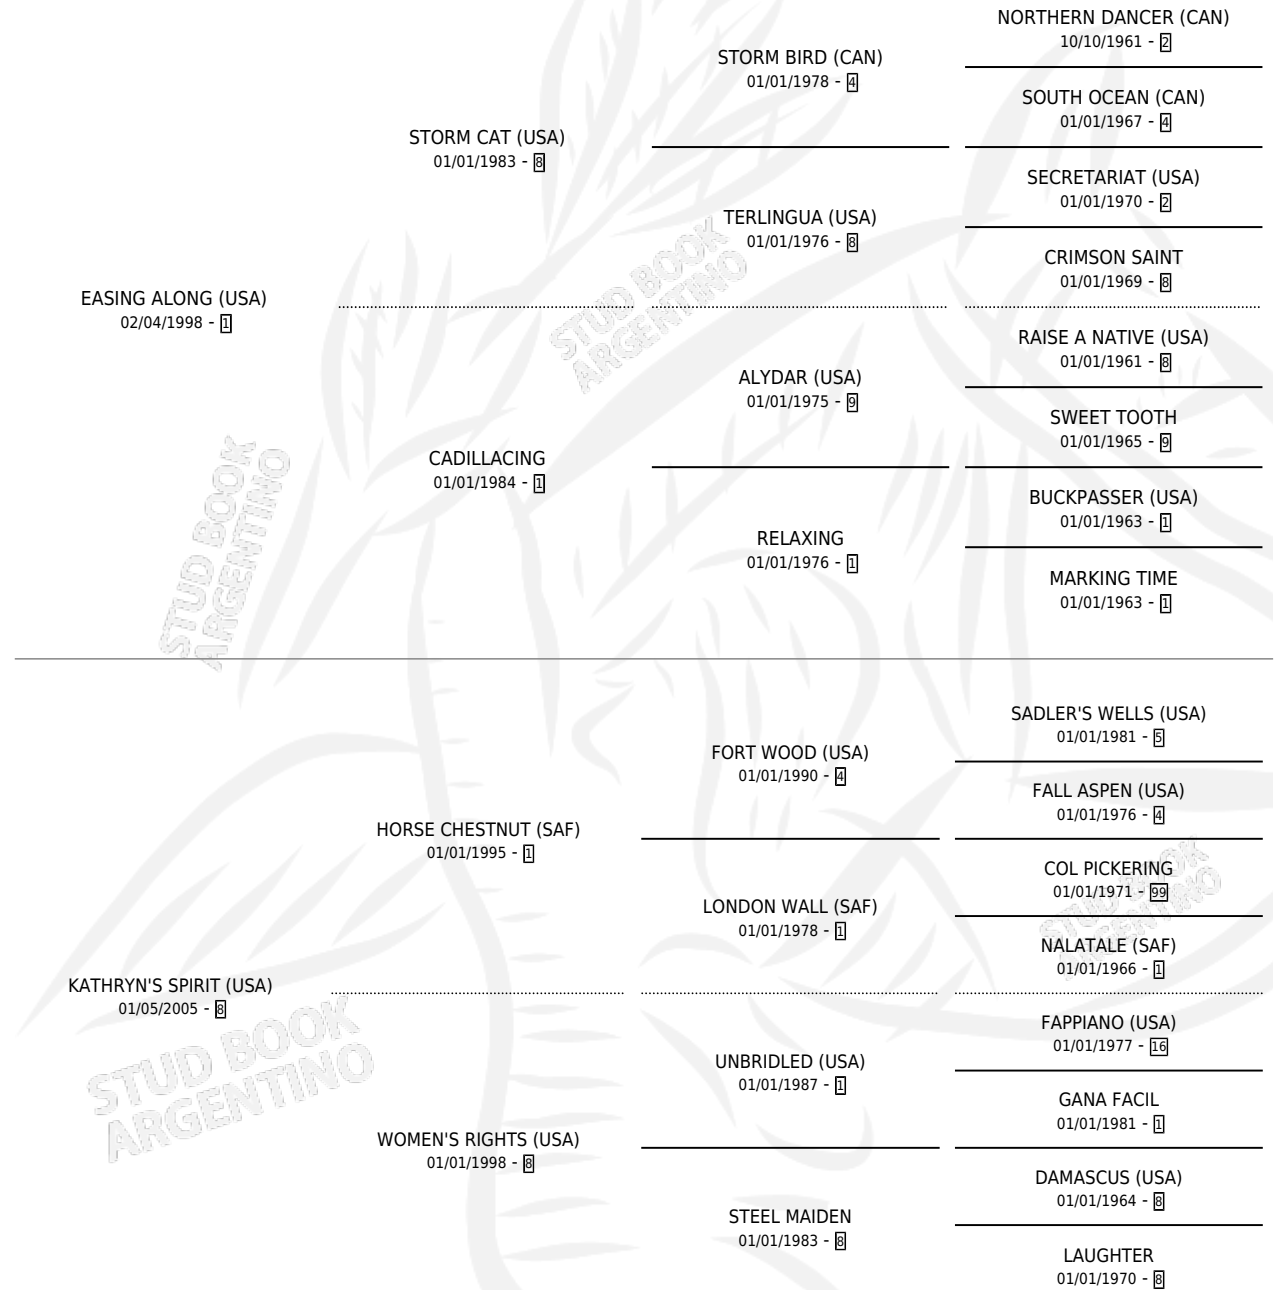 NORTHERN DANCER (CAN)
10/10/1961 - 2
STORM BIRD (CAN)
01/01/1978 - 4
SOUTH OCEAN (CAN)
01/01/1967 - 4
STORM CAT (USA)
01/01/1983 - 8
SECRETARIAT (USA)
01/01/1970 - 2
TERLINGUA (USA)
01/01/1976 - 8
CRIMSON SAINT
01/01/1969 - 8
EASING ALONG (USA)
02/04/1998 - 1
RAISE A NATIVE (USA)
01/01/1961 - 8
ALYDAR (USA)
01/01/1975 - 9
SWEET TOOTH
01/01/1965 - 9
CADILLACING
01/01/1984 - 1
BUCKPASSER (USA)
01/01/1963 - 1
RELAXING
01/01/1976 - 1
MARKING TIME
01/01/1963 - 1
STUD BOOK
ARGENTINO
STUD BOOK
ARGENTINO
SADLER'S WELLS (USA)
01/01/1981 - 5
FORT WOOD (USA)
01/01/1990 - 4
FALL ASPEN (USA)
01/01/1976 - 4
HORSE CHESTNUT (SAF)
01/01/1995 - 1
COL PICKERING
01/01/1971 - 99
LONDON WALL (SAF)
01/01/1978 - 1
NALATALE (SAF)
01/01/1966 - 1
KATHRYN'S SPIRIT (USA)
01/05/2005 - 8
FAPPIANO (USA)
01/01/1977 - 16
UNBRIDLED (USA)
01/01/1987 - 1
GANA FACIL
01/01/1981 - 1
WOMEN'S RIGHTS (USA)
01/01/1998 - 8
DAMASCUS (USA)
01/01/1964 - 8
STEEL MAIDEN
01/01/1983 - 8
LAUGHTER
01/01/1970 - 8
STUD BOOK
ARGENTINO
STUD BOOK
ARGENTINO